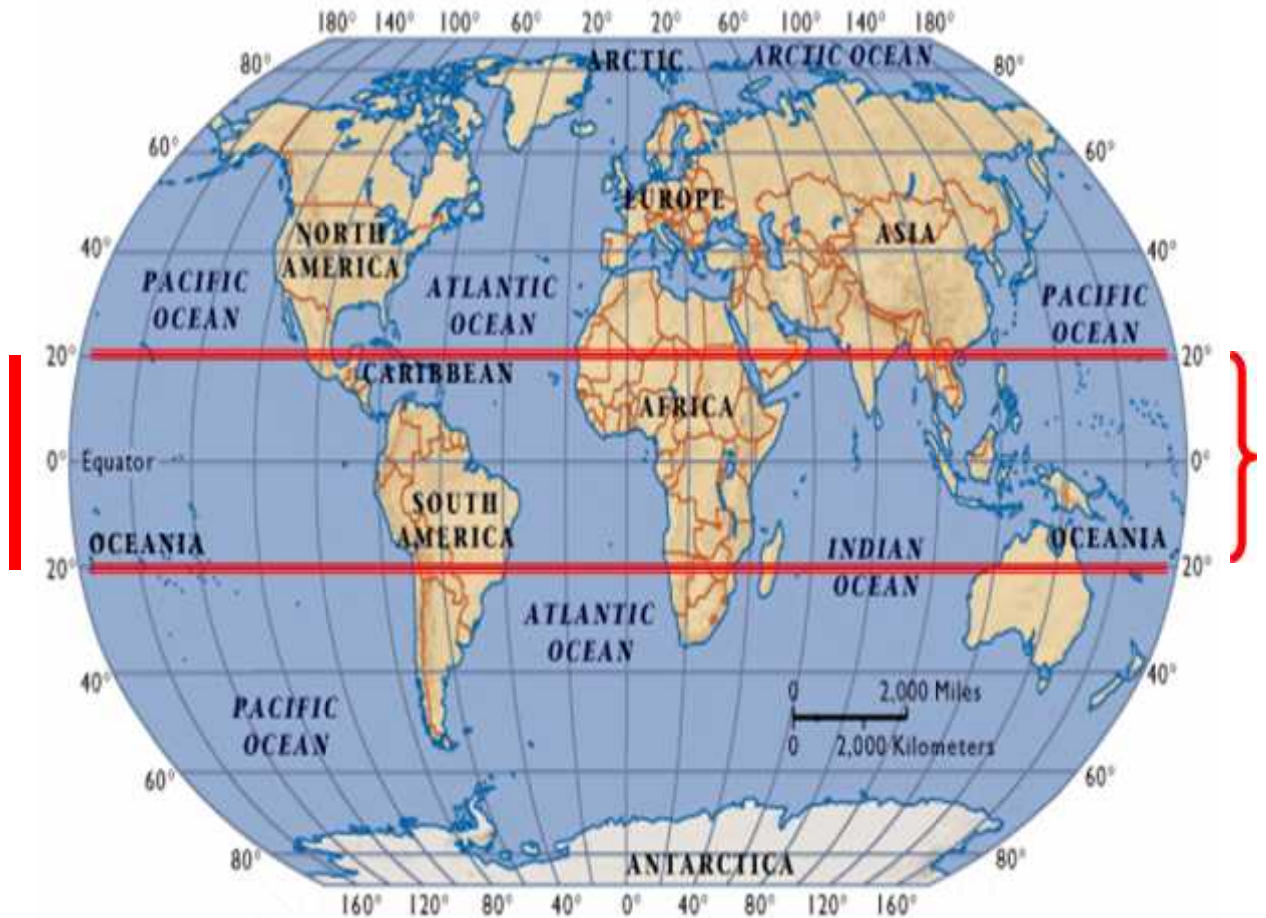 180° 140° 100° 60° 20° 20° 60° 100° 140° 180°
ARCTIC ARCTIC OCEAN
80° 80°
60° 60°
EUROPE
NORTH
AMERICA
ASIA
40° 40°
PACIFIC
OCEAN
ATLANTIC
OCEAN
PACIFIC
OCEAN
20° 20°
CARIBBEAN
AFRICA
0° Equator 0°
SOUTH
AMERICA
OCEANIA
INDIAN
OCEAN
OCEANIA
20° 20°
ATLANTIC
OCEAN
40° 40°
PACIFIC
OCEAN
0 2,000 Miles
0 2,000 Kilometers
60° 60°
80° 80°
ANTARCTICA
160° 120° 80° 40° 0° 40° 80° 120° 160°